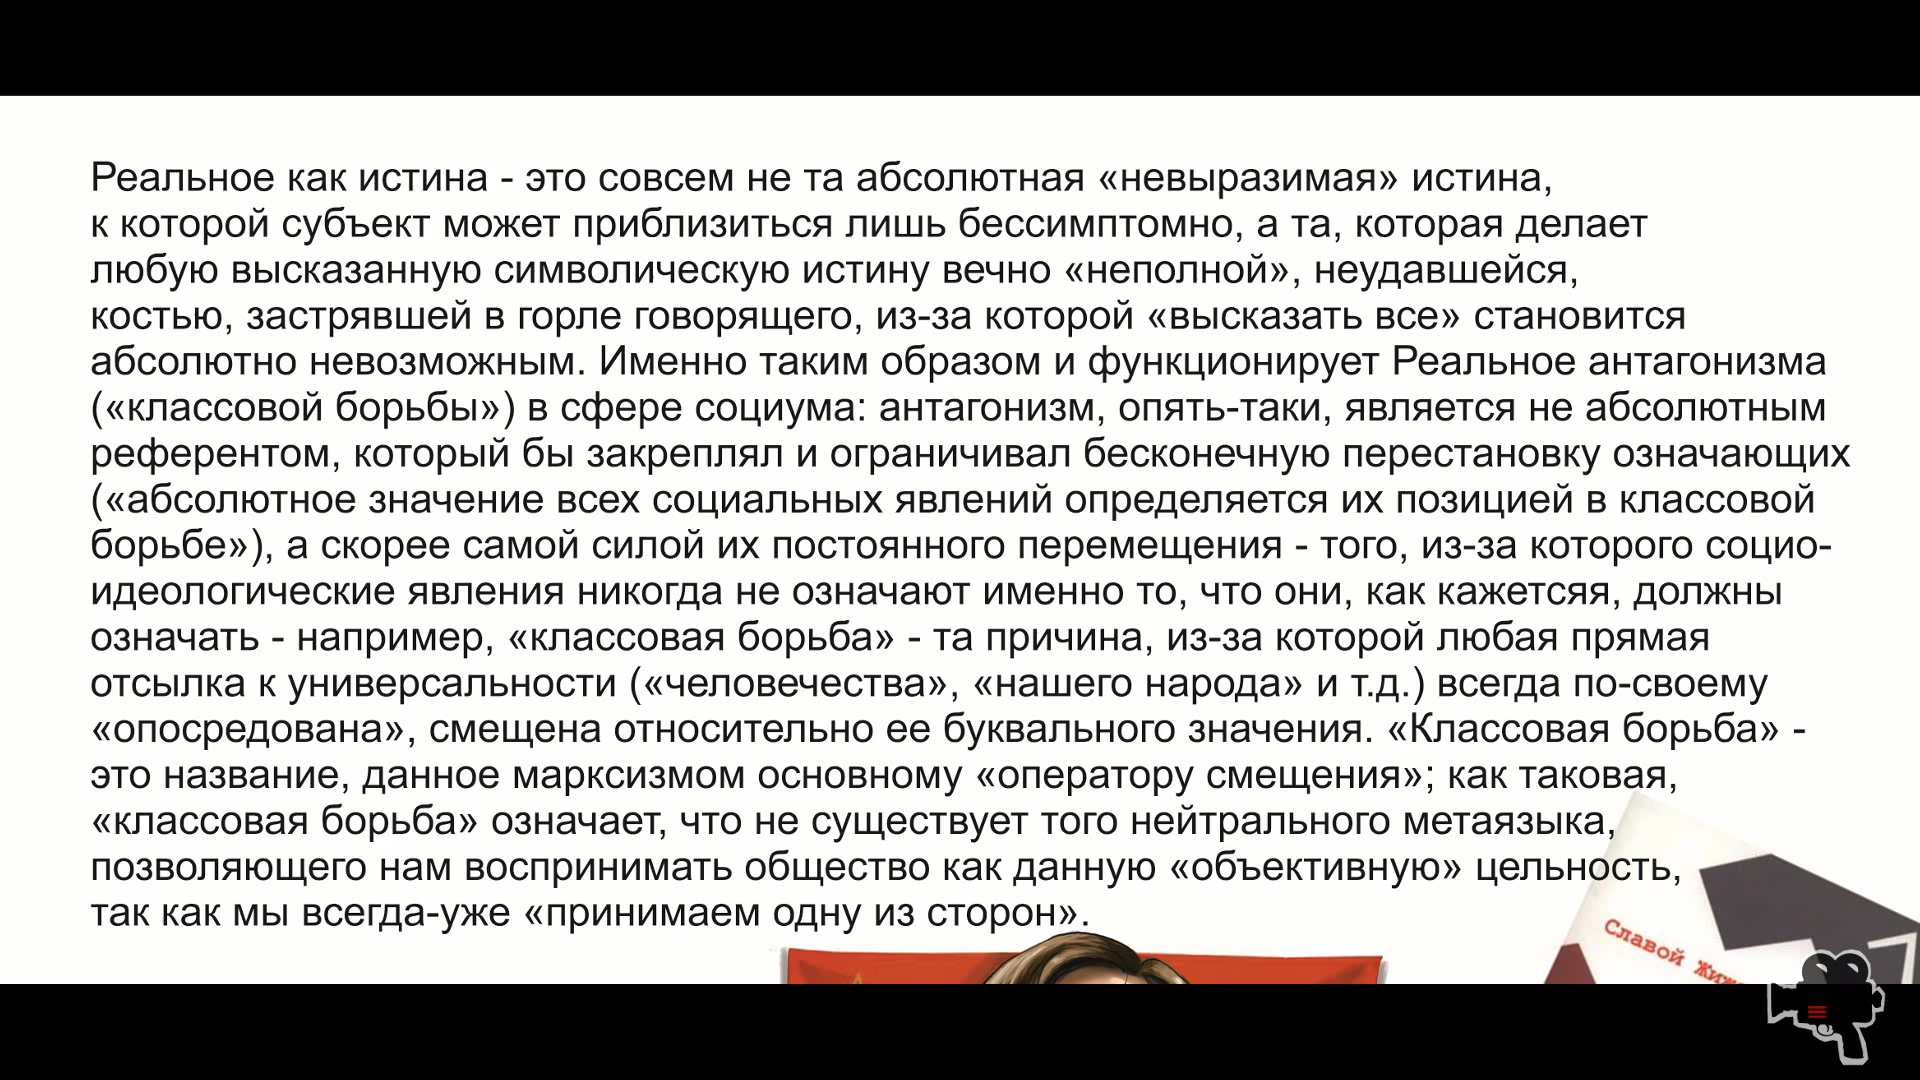 Реальное как истина - это совсем не та абсолютная «невыразимая» истина,
к которой субъект может приблизиться лишь бессимптомно, а та, которая делает
любую высказанную символическую истину вечно «неполной», неудавшейся,
костью, застрявшей в горле говорящего, из-за которой «высказать все» становится
абсолютно невозможным. Именно таким образом и функционирует Реальное антагонизма
(«классовой борьбы») в сфере социума: антагонизм, опять-таки, является не абсолютным
референтом, который бы закреплял и ограничивал бесконечную перестановку означающих
(«абсолютное значение всех социальных явлений определяется их позицией в классовой
борьбе»), а скорее самой силой их постоянного перемещения - того, из-за которого социо-
идеологические явления никогда не означают именно то, что они, как кажетсяя, должны
означать - например, «классовая борьба» - та причина, из-за которой любая прямая
отсылка к универсальности («человечества», «нашего народа» и т.д.) всегда по-своему
«опосредована», смещена относительно ее буквального значения. «Классовая борьба» -
это название, данное марксизмом основному «оператору смещения»; как таковая,
«классовая борьба» означает, что не существует того нейтрального метаязыка,
позволяющего нам воспринимать общество как данную «объективную» цельность,
так как мы всегда-уже «принимаем одну из сторон».
Славой